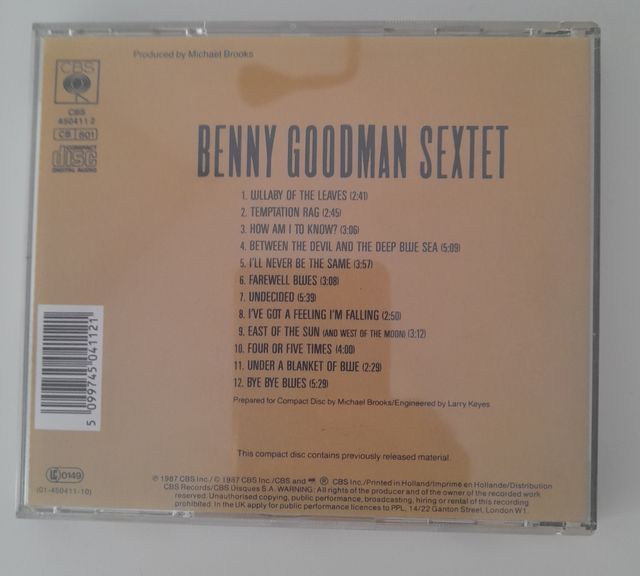 Produced by Michael Brooks
CBS
CBS
450411 2
CB 801
COMPACT
disc
DIGITAL AUDIO
BENNY GOODMAN SEXTET
1. LULLABY OF THE LEAVES (2:41)
2. TEMPTATION RAG (2:45)
3. HOW AM I TO KNOW? (3:06)
4. BETWEEN THE DEVIL AND THE DEEP BLUE SEA (5:09)
5. I'LL NEVER BE THE SAME (3:57)
6. FAREWELL BLUES (3:08)
7. UNDECIDED (5:39)
8. I'VE GOT A FEELING I'M FALLING (2:50)
9. EAST OF THE SUN (AND WEST OF THE MOON) (3:12)
10. FOUR OR FIVE TIMES (4:00)
11. UNDER A BLANKET OF BLUE (2:29)
12. BYE BYE BLUES (5:29)
Prepared for Compact Disc by Michael Brooks/Engineered by Larry Keyes
5 099745 041121
This compact disc contains previously released material.
LC 0149
(01-450411-10)
℗ 1987 CBS Inc./© 1987 CBS Inc./CBS and ® CBS Inc./Printed in Holland/Imprimé en Hollande/Distribution
CBS Records/CBS Disques S.A. WARNING: All rights of the producer and of the owner of the recorded work
reserved. Unauthorised copying, public performance, broadcasting, hiring or rental of this recording
prohibited. In the UK apply for public performance licences to PPL, 14/22 Ganton Street, London W1.